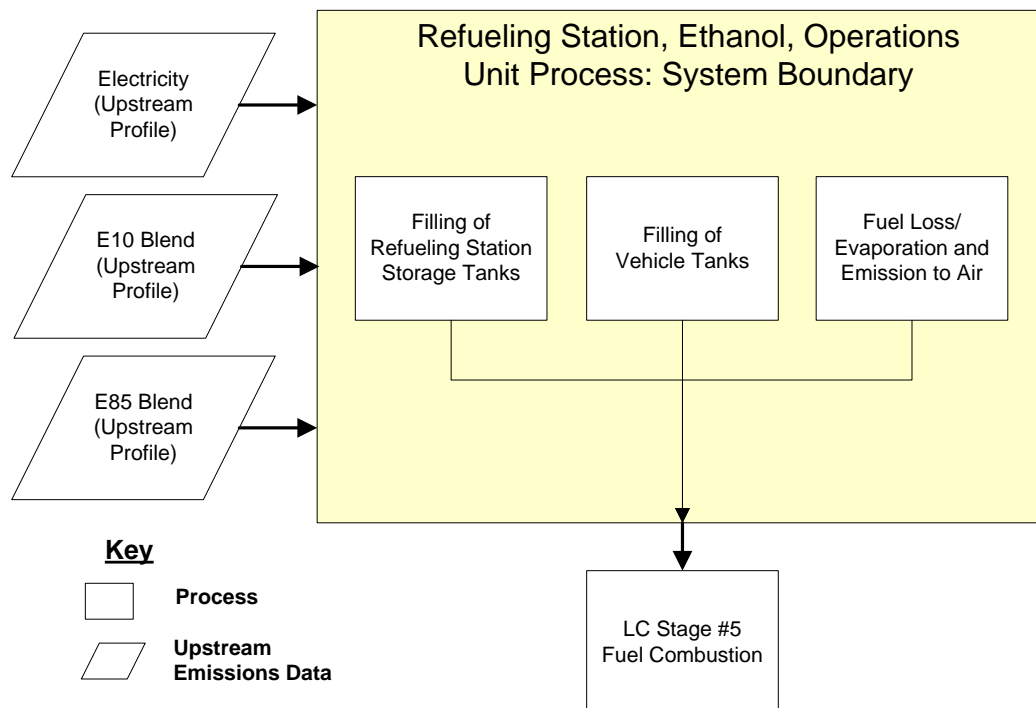 Refueling Station, Ethanol, Operations
Unit Process: System Boundary
Electricity
(Upstream
Profile)
E10 Blend
(Upstream
Profile)
E85 Blend
(Upstream
Profile)
Filling of
Refueling Station
Storage Tanks
Filling of
Vehicle Tanks
Fuel Loss/
Evaporation and
Emission to Air
LC Stage #5
Fuel Combustion
Key
Process
Upstream
Emissions Data